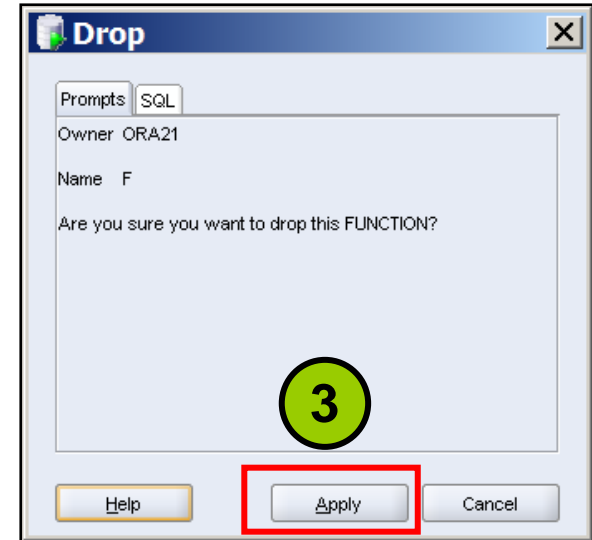 Drop
Prompts SQL
Owner ORA21
Name F
Are you sure you want to drop this FUNCTION?
3
Help Apply Cancel